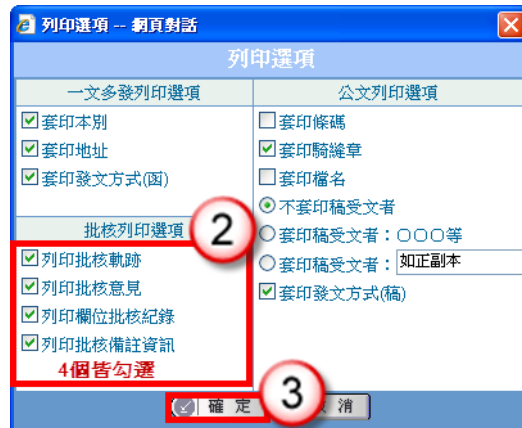 列印選項 -- 網頁對話
列印選項
一文多發列印選項
套印本別
套印地址
套印發文方式(函)
批核列印選項
2
列印批核軌跡
列印批核意見
列印欄位批核紀錄
列印批核備註資訊
4個皆勾選
公文列印選項
套印條碼
套印騎縫章
套印檔名
不套印稿受文者
套印稿受文者：○○○等
套印稿受文者：如正副本
套印發文方式(稿)
確 定
3
消